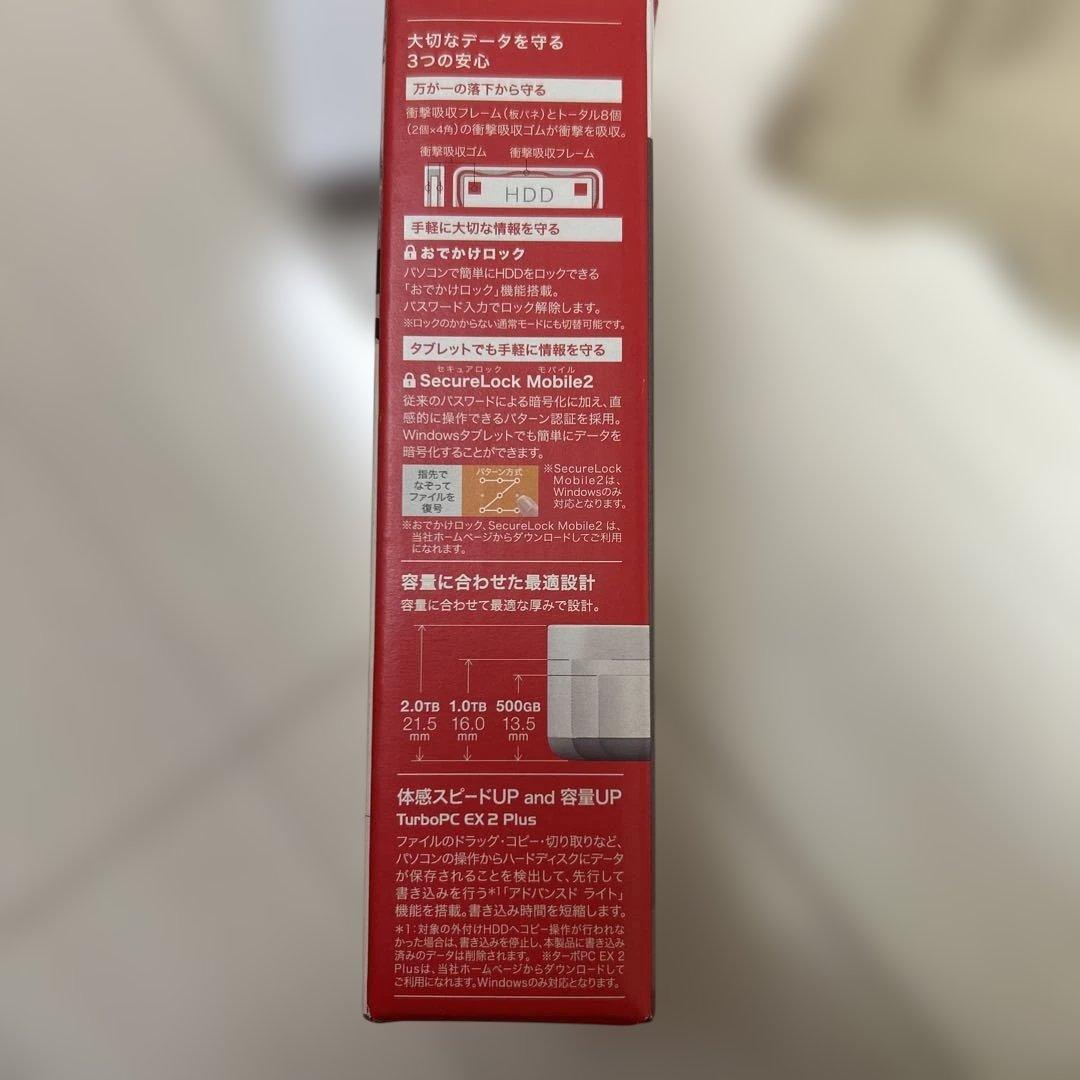 大切なデータを守る
3つの安心
万が一の落下から守る
衝撃吸収フレーム(板バネ)とトータル8個
(2個×4角)の衝撃吸収ゴムが衝撃を吸収。
衝撃吸収ゴム 衝撃吸収フレーム
HDD
手軽に大切な情報を守る
おでかけロック
パソコンで簡単にHDDをロックできる
「おでかけロック」機能搭載。
パスワード入力でロック解除します。
※ロックのかからない通常モードにも切替可能です。
タブレットでも手軽に情報を守る
セキュアロック モバイル
SecureLock Mobile2
従来のパスワードによる暗号化に加え、直
感的に操作できるパターン認証を採用。
Windowsタブレットでも簡単にデータを
暗号化することができます。
指先で
なぞって
ファイルを
復号
パターン方式
※SecureLock
Mobile2は、
Windowsのみ
対応となります。
※おでかけロック、SecureLock Mobile2 は、
当社ホームページからダウンロードしてご利用
になれます。
容量に合わせた最適設計
容量に合わせて最適な厚みで設計。
2.0TB 1.0TB 500GB
21.5 16.0 13.5
mm mm mm
体感スピードUP and 容量UP
TurboPC EX2 Plus
ファイルのドラッグ・コピー・切り取りなど、
パソコンの操作からハードディスクにデータ
が保存されることを検出して、先行して
書き込みを行う*1「アドバンスド ライト」
機能を搭載。書き込み時間を短縮します。
*1:対象の外付けHDDへコピー操作が行われな
かった場合は、書き込みを停止し、本製品に書き込み
済みのデータは削除されます。 ※ターボPC EX 2
Plusは、当社ホームページからダウンロードして
ご利用になれます。Windowsのみ対応となります。